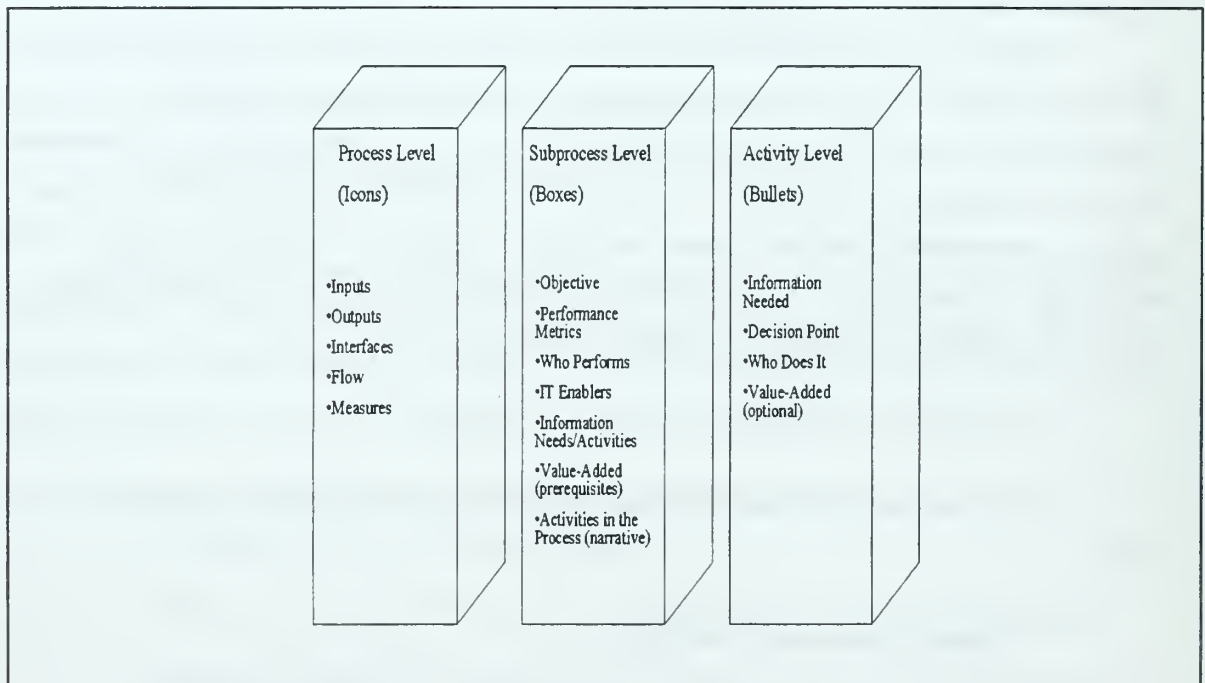 Process Level
(Icons)
•Inputs
•Outputs
•Interfaces
•Flow
•Measures
Subprocess Level
(Boxes)
•Objective
•Performance
Metrics
•Who Performs
•IT Enablers
•Information
Needs/Activities
•Value-Added
(prerequisites)
•Activities in the
Process (narrative)
Activity Level
(Bullets)
•Information
Needed
•Decision Point
•Who Does It
•Value-Added
(optional)